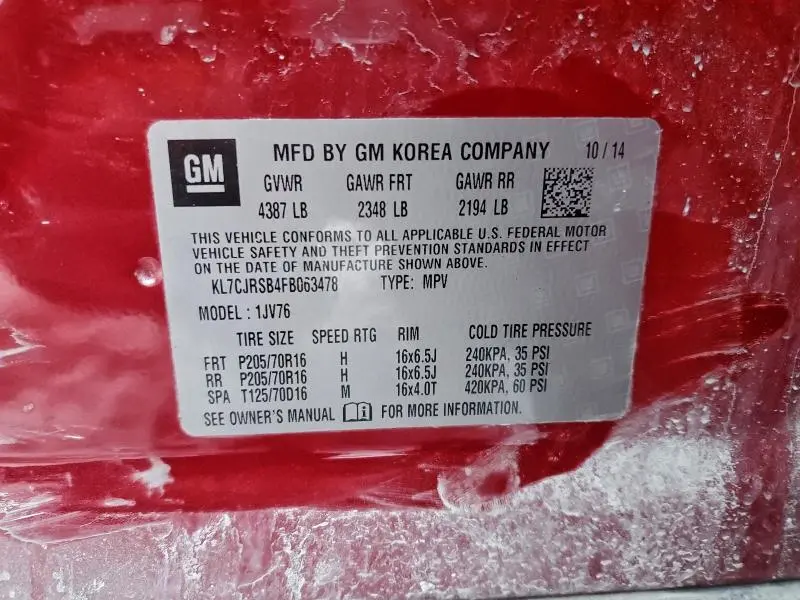 GM MFD BY GM KOREA COMPANY 10 / 14
GVWR GAWR FRT GAWR RR
4387 LB 2348 LB 2194 LB
THIS VEHICLE CONFORMS TO ALL APPLICABLE U.S. FEDERAL MOTOR
VEHICLE SAFETY AND THEFT PREVENTION STANDARDS IN EFFECT
ON THE DATE OF MANUFACTURE SHOWN ABOVE.
KL7CJRSB4FB063478 TYPE: MPV
MODEL : 1JV76
TIRE SIZE SPEED RTG RIM COLD TIRE PRESSURE
FRT P205/70R16 H 16x6.5J 240KPA, 35 PSI
RR P205/70R16 H 16x6.5J 240KPA, 35 PSI
SPA T125/70D16 M 16x4.0T 420KPA, 60 PSI
SEE OWNER'S MANUAL FOR MORE INFORMATION.